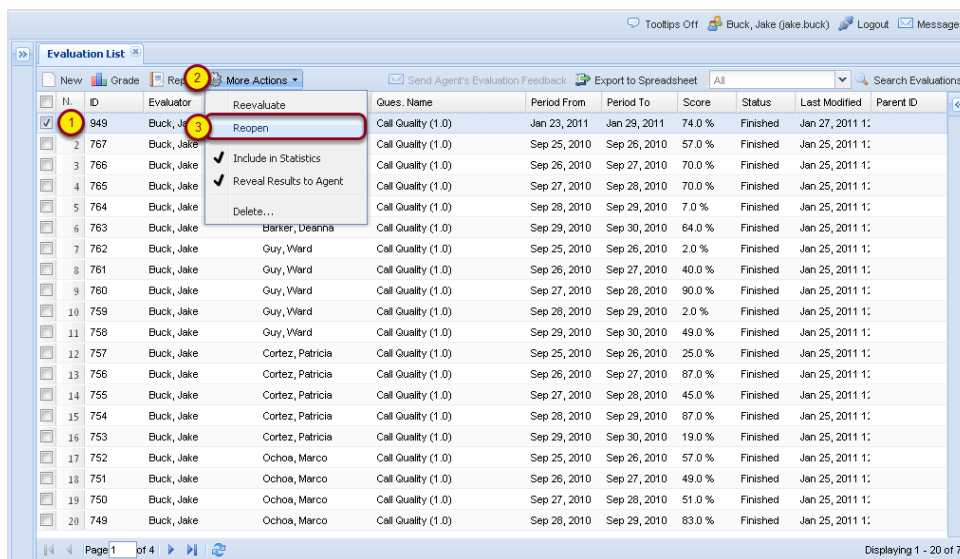 Tooltips Off Buck, Jake (jake.buck) Logout Messages
Evaluation List
New Grade Rep 2 More Actions Send Agent's Evaluation Feedback Export to Spreadsheet All Search Evaluations
N. ID Evaluator Ques. Name Period From Period To Score Status Last Modified Parent ID
Reevaluate
1 949 Buck, Ja Call Quality (1.0) Jan 23, 2011 Jan 29, 2011 74.0 % Finished Jan 27, 2011 12
3 Reopen
2 767 Buck, Jake Call Quality (1.0) Sep 25, 2010 Sep 26, 2010 57.0 % Finished Jan 25, 2011 12
Include in Statistics
3 766 Buck, Jake Call Quality (1.0) Sep 26, 2010 Sep 27, 2010 70.0 % Finished Jan 25, 2011 12
Reveal Results to Agent
4 765 Buck, Jake Call Quality (1.0) Sep 27, 2010 Sep 28, 2010 70.0 % Finished Jan 25, 2011 12
5 764 Buck, Jake Call Quality (1.0) Sep 28, 2010 Sep 29, 2010 7.0 % Finished Jan 25, 2011 12
Delete...
6 763 Buck, Jake Barker, Deanna Call Quality (1.0) Sep 29, 2010 Sep 30, 2010 64.0 % Finished Jan 25, 2011 12
7 762 Buck, Jake Guy, Ward Call Quality (1.0) Sep 25, 2010 Sep 26, 2010 2.0 % Finished Jan 25, 2011 12
8 761 Buck, Jake Guy, Ward Call Quality (1.0) Sep 26, 2010 Sep 27, 2010 40.0 % Finished Jan 25, 2011 12
9 760 Buck, Jake Guy, Ward Call Quality (1.0) Sep 27, 2010 Sep 28, 2010 90.0 % Finished Jan 25, 2011 12
10 759 Buck, Jake Guy, Ward Call Quality (1.0) Sep 28, 2010 Sep 29, 2010 2.0 % Finished Jan 25, 2011 12
11 758 Buck, Jake Guy, Ward Call Quality (1.0) Sep 29, 2010 Sep 30, 2010 49.0 % Finished Jan 25, 2011 12
12 757 Buck, Jake Cortez, Patricia Call Quality (1.0) Sep 25, 2010 Sep 26, 2010 25.0 % Finished Jan 25, 2011 12
13 756 Buck, Jake Cortez, Patricia Call Quality (1.0) Sep 26, 2010 Sep 27, 2010 87.0 % Finished Jan 25, 2011 12
14 755 Buck, Jake Cortez, Patricia Call Quality (1.0) Sep 27, 2010 Sep 28, 2010 45.0 % Finished Jan 25, 2011 12
15 754 Buck, Jake Cortez, Patricia Call Quality (1.0) Sep 28, 2010 Sep 29, 2010 87.0 % Finished Jan 25, 2011 12
16 753 Buck, Jake Cortez, Patricia Call Quality (1.0) Sep 29, 2010 Sep 30, 2010 19.0 % Finished Jan 25, 2011 12
17 752 Buck, Jake Ochoa, Marco Call Quality (1.0) Sep 25, 2010 Sep 26, 2010 57.0 % Finished Jan 25, 2011 12
18 751 Buck, Jake Ochoa, Marco Call Quality (1.0) Sep 26, 2010 Sep 27, 2010 49.0 % Finished Jan 25, 2011 12
19 750 Buck, Jake Ochoa, Marco Call Quality (1.0) Sep 27, 2010 Sep 28, 2010 51.0 % Finished Jan 25, 2011 12
20 749 Buck, Jake Ochoa, Marco Call Quality (1.0) Sep 28, 2010 Sep 29, 2010 83.0 % Finished Jan 25, 2011 12
Page 1 of 4 Displaying 1 - 20 of 7